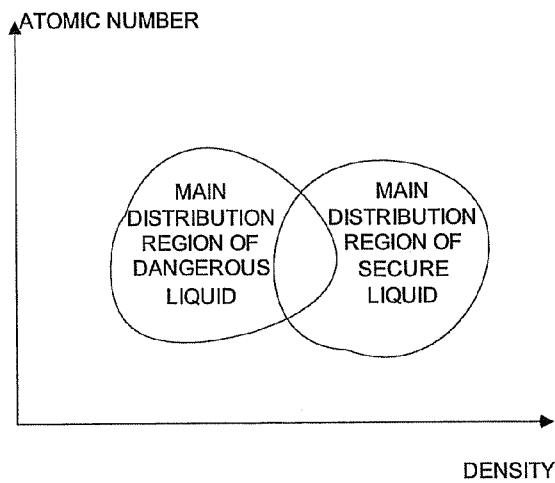 ATOMIC NUMBER
MAIN
DISTRIBUTION
REGION OF
DANGEROUS
LIQUID
MAIN
DISTRIBUTION
REGION OF
SECURE
LIQUID
DENSITY